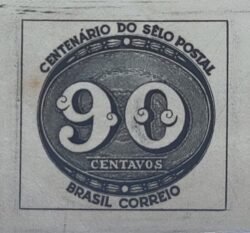 CENTENÁRIO DO SÊLO POSTAL
90
CENTAVOS
BRASIL CORREIO